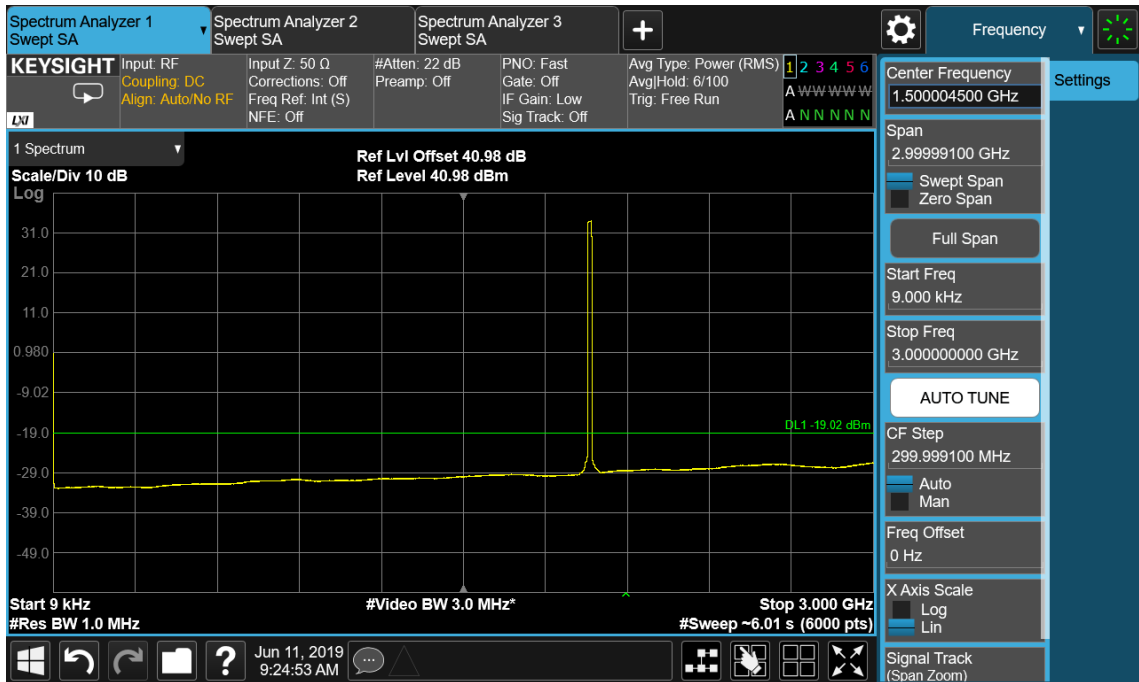 Spectrum Analyzer 1
Swept SA
Spectrum Analyzer 2
Swept SA
Spectrum Analyzer 3
Swept SA
+
Frequency
KEYSIGHT
LXI
Input: RF
Coupling: DC
Align: Auto/No RF
Input Z: 50 Ω
Corrections: Off
Freq Ref: Int (S)
NFE: Off
#Atten: 22 dB
Preamp: Off
PNO: Fast
Gate: Off
IF Gain: Low
Sig Track: Off
Avg Type: Power (RMS)
Avg|Hold: 6/100
Trig: Free Run
1 2 3 4 5 6
A W W W W W
A N N N N N
1 Spectrum
Scale/Div 10 dB
Log
Ref Lvl Offset 40.98 dB
Ref Level 40.98 dBm
31.0
21.0
11.0
0.980
-9.02
-19.0
-29.0
-39.0
-49.0
DL1 -19.02 dBm
Start 9 kHz
#Res BW 1.0 MHz
#Video BW 3.0 MHz*
Stop 3.000 GHz
#Sweep ~6.01 s (6000 pts)
Center Frequency
1.500004500 GHz
Settings
Span
2.99999100 GHz
Swept Span
Zero Span
Full Span
Start Freq
9.000 kHz
Stop Freq
3.000000000 GHz
AUTO TUNE
CF Step
299.999100 MHz
Auto
Man
Freq Offset
0 Hz
X Axis Scale
Log
Lin
Signal Track
(Span Zoom)
?
Jun 11, 2019
9:24:53 AM